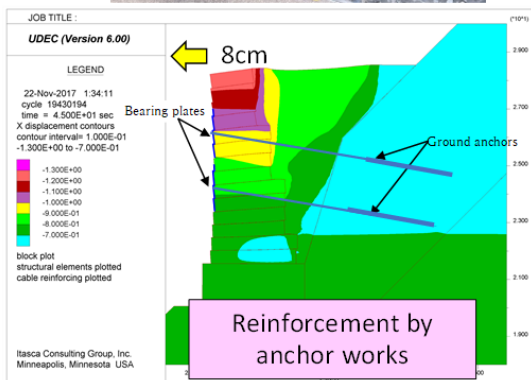 JOB TITLE :
(*10^1)
UDEC (Version 6.00)
LEGEND
22-Nov-2017 1:34:11
cycle 19430194
time = 4.500E+01 sec
X displacement contours
contour interval= 1.000E-01
-1.300E+00 to -7.000E-01
-1.300E+00
-1.200E+00
-1.100E+00
-1.000E+00
-9.000E-01
-8.000E-01
-7.000E-01
block plot
structural elements plotted
cable reinforcing plotted
Itasca Consulting Group, Inc.
Minneapolis, Minnesota USA
8cm
Bearing plates
Ground anchors
2.900
2.700
2.500
2.300
2.100
1.900
Reinforcement by
anchor works